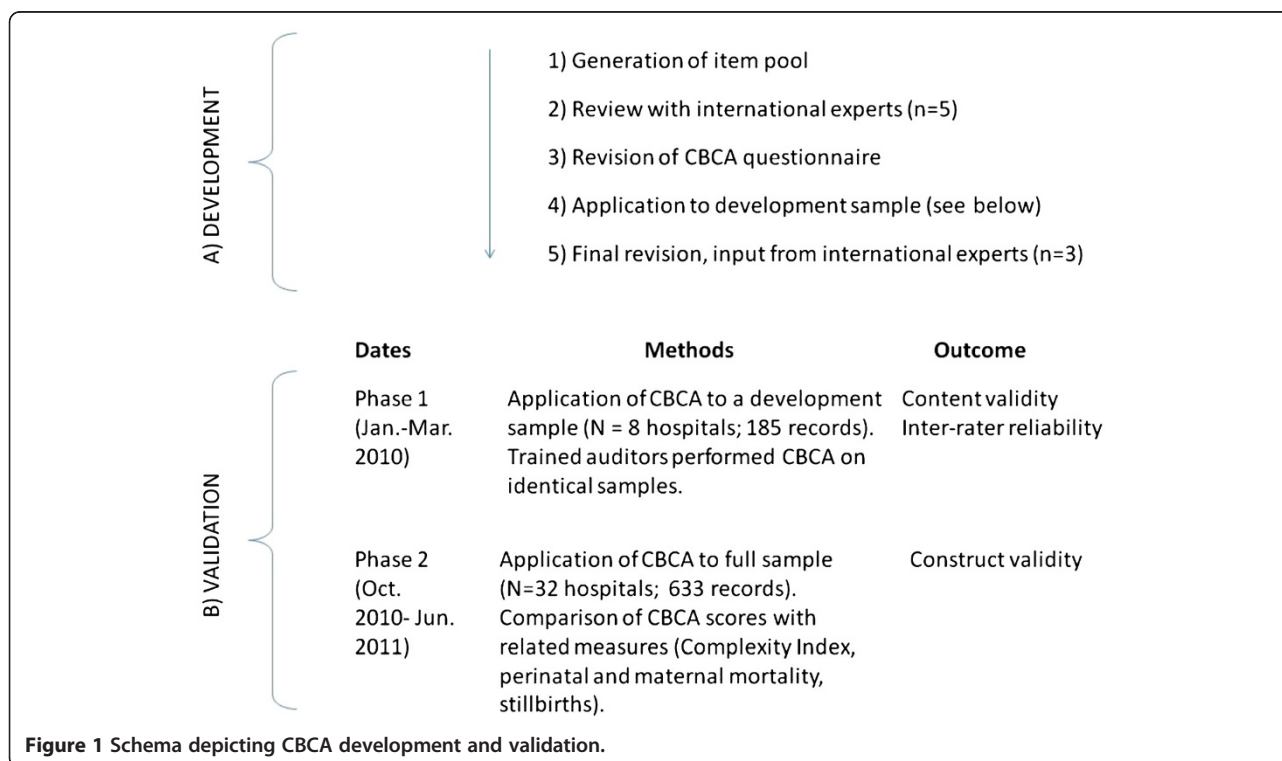 A) DEVELOPMENT
1) Generation of item pool
2) Review with international experts (n=5)
3) Revision of CBCA questionnaire
4) Application to development sample (see below)
5) Final revision, input from international experts (n=3)
B) VALIDATION
Dates Methods Outcome
Phase 1 Application of CBCA to a development Content validity
(Jan.-Mar. sample (N = 8 hospitals; 185 records). Inter-rater reliability
2010) Trained auditors performed CBCA on
identical samples.
Phase 2 Application of CBCA to full sample Construct validity
(Oct. (N=32 hospitals; 633 records).
2010- Jun. Comparison of CBCA scores with
2011) related measures (Complexity Index,
perinatal and maternal mortality,
stillbirths).
Figure 1 Schema depicting CBCA development and validation.